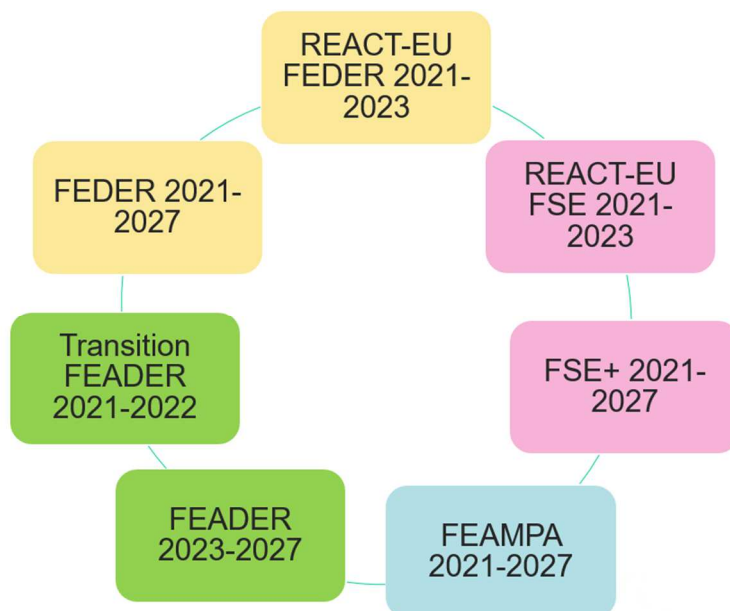 REACT-EU
FEDER 2021-
2023
REACT-EU
FSE 2021-
2023
FSE+ 2021-
2027
FEAMPA
2021-2027
FEADER
2023-2027
Transition
FEADER
2021-2022
FEDER 2021-
2027